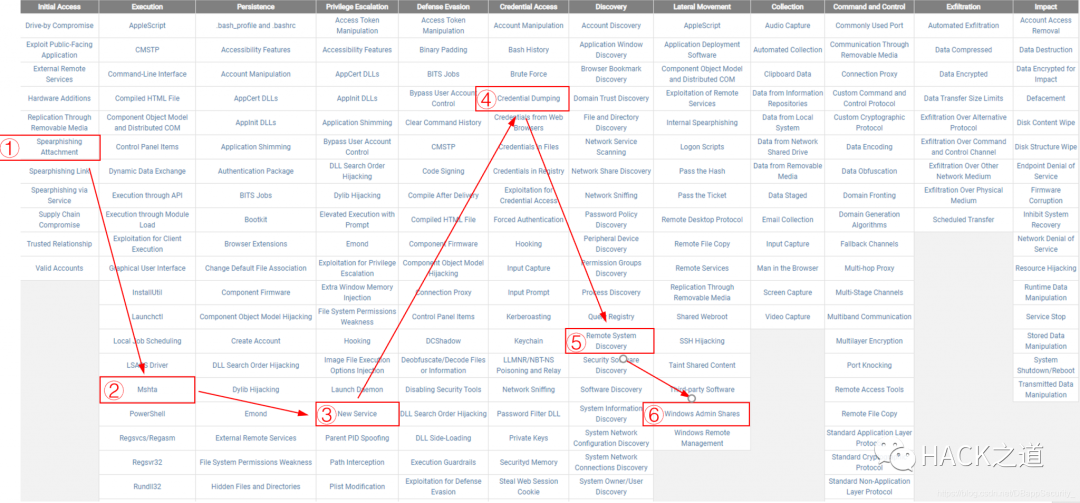 Initial Access
Drive-by Compromise
Exploit Public-Facing
Application
External Remote
Services
Hardware Additions
Replication Through
Removable Media
①
Spearphishing
Attachment
Spearphishing Link
Spearphishing via
Service
Supply Chain
Compromise
Trusted Relationship
Valid Accounts
Execution
AppleScript
CMSTP
Command-Line Interface
Compiled HTML File
Component Object Model
and Distributed COM
Control Panel Items
Dynamic Data Exchange
Execution through API
Execution through Module
Load
Exploitation for Client
Execution
Graphical User Interface
InstallUtil
Launchctl
Local Job Scheduling
LSASS Driver
②
Mshta
PowerShell
Regsvcs/Regasm
Regsvr32
Rundll32
Persistence
.bash_profile and .bashrc
Accessibility Features
Account Manipulation
AppCert DLLs
AppInit DLLs
Application Shimming
Authentication Package
BITS Jobs
Bootkit
Browser Extensions
Change Default File Association
Component Firmware
Component Object Model Hijacking
Create Account
DLL Search Order Hijacking
Dylib Hijacking
Emond
External Remote Services
File System Permissions Weakness
Hidden Files and Directories
Privilege Escalation
Access Token
Manipulation
Accessibility Features
AppCert DLLs
AppInit DLLs
Application Shimming
Bypass User Account
Control
DLL Search Order
Hijacking
Dylib Hijacking
Elevated Execution with
Prompt
Emond
Exploitation for Privilege
Escalation
Extra Window Memory
Injection
File System Permissions
Weakness
Hooking
Image File Execution
Options Injection
Launch Daemon
③
New Service
Parent PID Spoofing
Path Interception
Plist Modification
Defense Evasion
Access Token
Manipulation
Binary Padding
BITS Jobs
Bypass User Account
Control
Clear Command History
CMSTP
Code Signing
Compile After Delivery
Compiled HTML File
Component Firmware
Component Object Model
Hijacking
Connection Proxy
Control Panel Items
DCShadow
Deobfuscate/Decode Files
or Information
Disabling Security Tools
DLL Search Order Hijacking
DLL Side-Loading
Execution Guardrails
Exploitation for Defense
Evasion
Credential Access
Account Manipulation
Bash History
Brute Force
④
Credential Dumping
Credentials from Web
Browsers
Credentials in Files
Credentials in Registry
Exploitation for
Credential Access
Forced Authentication
Hooking
Input Capture
Input Prompt
Kerberoasting
Keychain
LLMNR/NBT-NS
Poisoning and Relay
Network Sniffing
Password Filter DLL
Private Keys
Securityd Memory
Steal Web Session
Cookie
Discovery
Account Discovery
Application Window
Discovery
Browser Bookmark
Discovery
Domain Trust Discovery
File and Directory
Discovery
Network Service
Scanning
Network Share Discovery
Network Sniffing
Password Policy
Discovery
Peripheral Device
Discovery
Permission Groups
Discovery
Process Discovery
Query Registry
⑤
Remote System
Discovery
Security Software
Discovery
Software Discovery
System Information
Discovery
System Network
Configuration Discovery
System Network
Connections Discovery
System Owner/User
Discovery
Lateral Movement
AppleScript
Application Deployment
Software
Component Object Model
and Distributed COM
Exploitation of Remote
Services
Internal Spearphishing
Logon Scripts
Pass the Hash
Pass the Ticket
Remote Desktop Protocol
Remote File Copy
Remote Services
Replication Through
Removable Media
Shared Webroot
SSH Hijacking
Taint Shared Content
Third-party Software
⑥
Windows Admin Shares
Windows Remote
Management
Collection
Audio Capture
Automated Collection
Clipboard Data
Data from Information
Repositories
Data from Local
System
Data from Network
Shared Drive
Data from Removable
Media
Data Staged
Email Collection
Input Capture
Man in the Browser
Screen Capture
Video Capture
Command and Control
Commonly Used Port
Communication Through
Removable Media
Connection Proxy
Custom Command and
Control Protocol
Custom Cryptographic
Protocol
Data Encoding
Data Obfuscation
Domain Fronting
Domain Generation
Algorithms
Fallback Channels
Multi-hop Proxy
Multi-Stage Channels
Multiband Communication
Multilayer Encryption
Port Knocking
Remote Access Tools
Remote File Copy
Standard Application Layer
Protocol
Standard Cryp
Protocol
Standard Non-Application
Layer Protocol
Exfiltration
Automated Exfiltration
Data Compressed
Data Encrypted
Data Transfer Size Limits
Exfiltration Over Alternative
Protocol
Exfiltration Over Command
and Control Channel
Exfiltration Over Other
Network Medium
Exfiltration Over Physical
Medium
Scheduled Transfer
Impact
Account Access
Removal
Data Destruction
Data Encrypted for
Impact
Defacement
Disk Content Wipe
Disk Structure Wipe
Endpoint Denial of
Service
Firmware
Corruption
Inhibit System
Recovery
Network Denial of
Service
Resource Hijacking
Runtime Data
Manipulation
Service Stop
Stored Data
Manipulation
System
Shutdown/Reboot
Transmitted Data
Manipulation
HACK之道